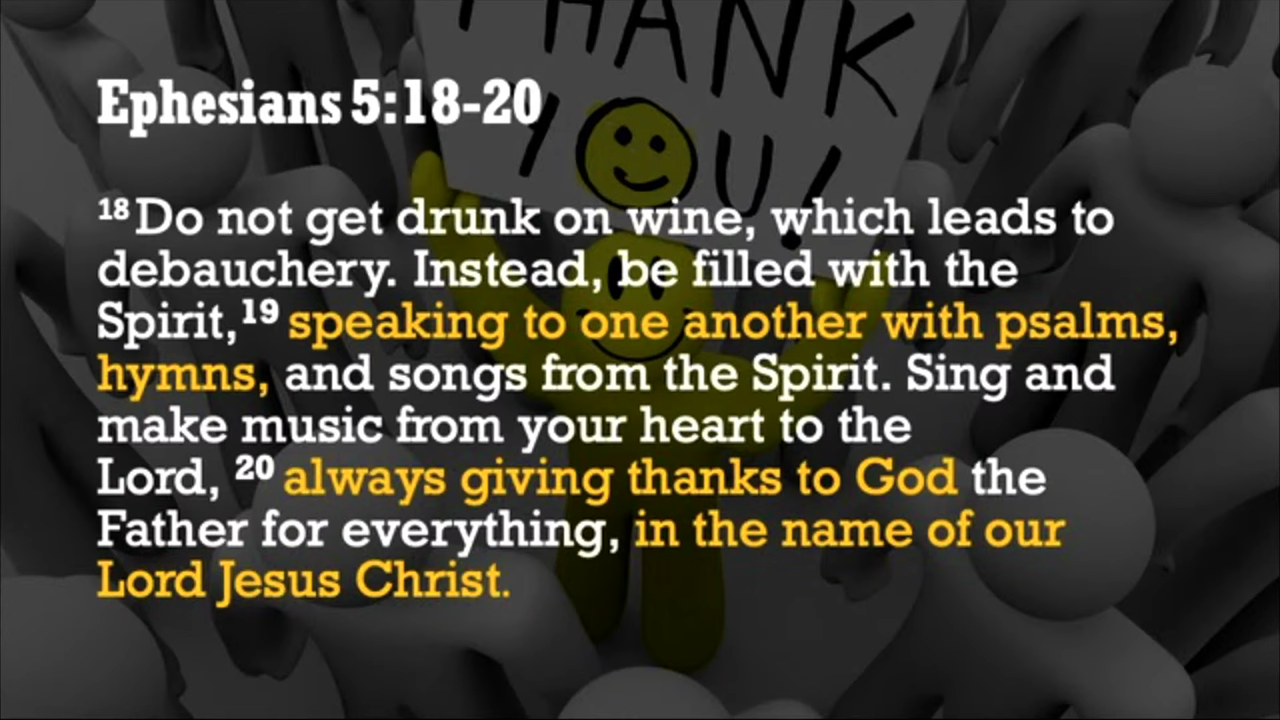 THANK
YOU!
Ephesians 5:18-20
18 Do not get drunk on wine, which leads to
debauchery. Instead, be filled with the
Spirit, 19 speaking to one another with psalms,
hymns, and songs from the Spirit. Sing and
make music from your heart to the
Lord, 20 always giving thanks to God the
Father for everything, in the name of our
Lord Jesus Christ.